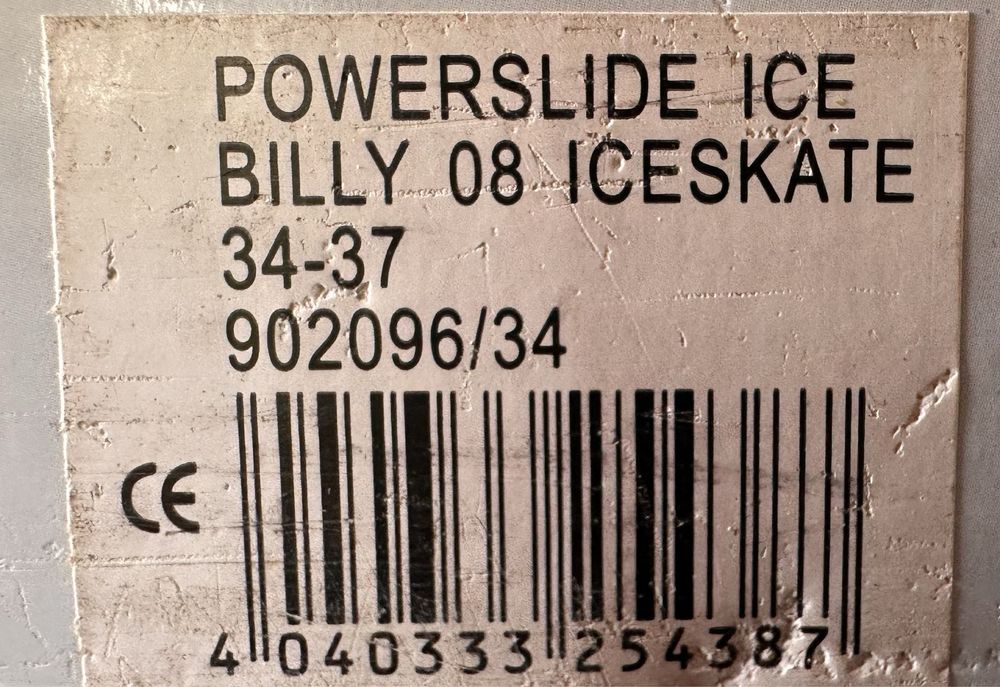 POWERSLIDE ICE
BILLY 08 ICESKATE
34-37
902096/34
CE
4 040333 254387